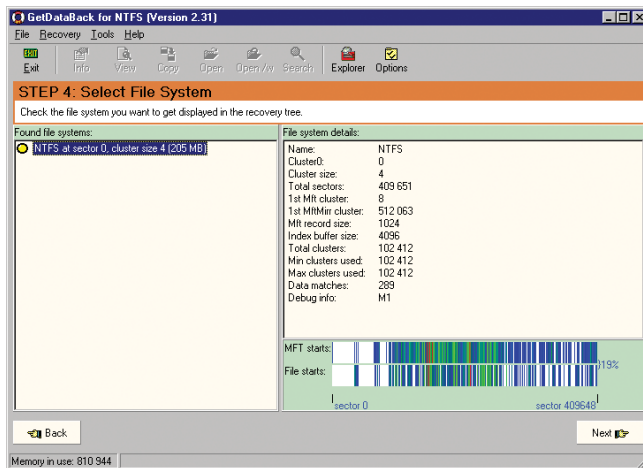 GetDataBack for NTFS (Version 2.31)
File Recovery Tools Help
EXIT
Exit Info View Copy Open Open /w Search Explorer Options
STEP 4: Select File System
Check the file system you want to get displayed in the recovery tree.
Found file systems:
NTFS at sector 0, cluster size 4 (205 MB)
File system details:
Name: NTFS
Cluster0: 0
Cluster size: 4
Total sectors: 409 651
1st Mft cluster: 8
1st MftMirr cluster: 512 063
Mft record size: 1024
Index buffer size: 4096
Total clusters: 102 412
Min clusters used: 102 412
Max clusters used: 102 412
Data matches: 289
Debug info: M1
MFT starts:
File starts:
19%
sector 0 sector 409648
Back Next
Memory in use: 810 944